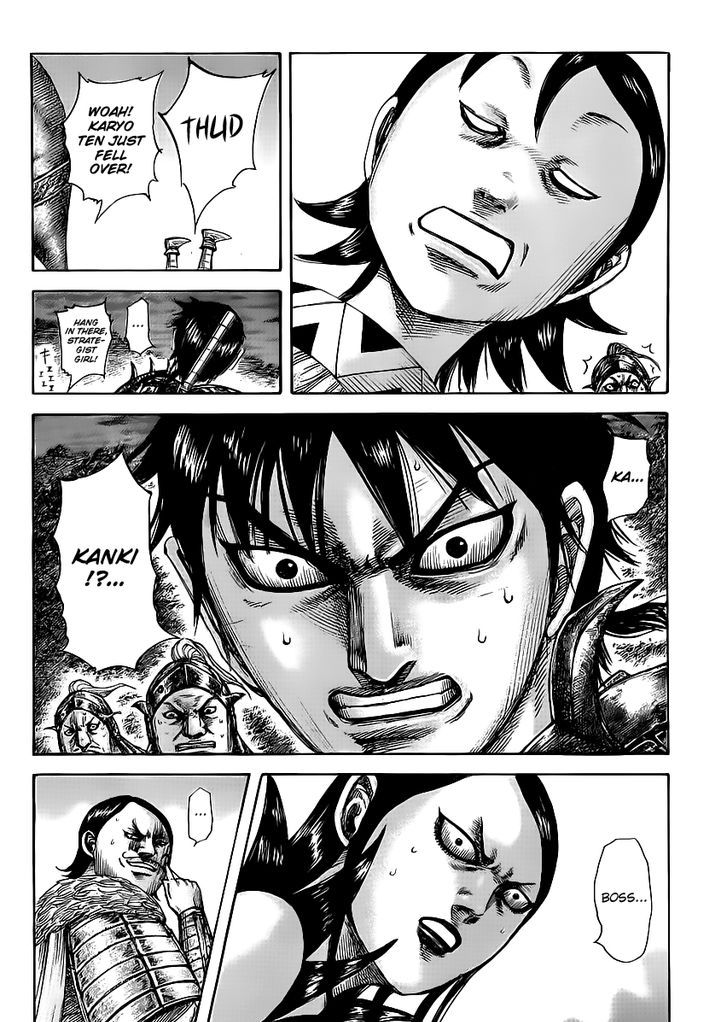 THUD
WOAH!
KARYO
TEN JUST
FELL
OVER!
...
HANG
IN THERE,
STRATE-
GIST
GIRL!
KA...
KANKI
!?...
BOSS...
...